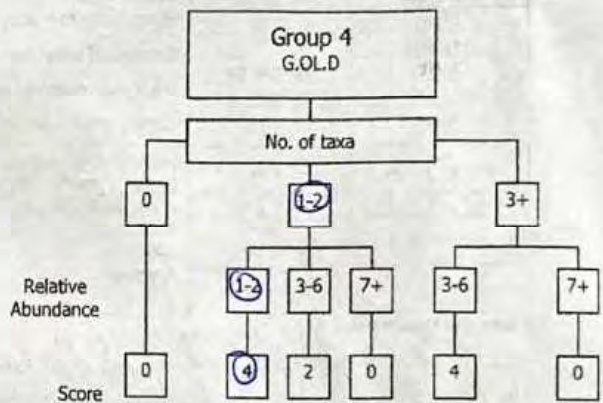 Group 4
G.OL.D
No. of taxa
0 1-2 3+
Relative
Abundance
1-2 3-6 7+ 3-6 7+
Score
0 4 2 0 4 0